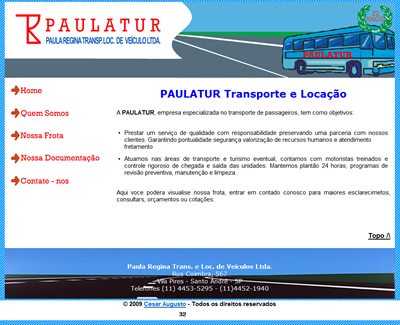 PAULATUR
PAULA REGINA TRANSP. LOC. DE VEÍCULO LTDA.
PAULATUR
Home
Quem Somos
Nossa Frota
Nossa Documentação
Contate - nos
PAULATUR Transporte e Locação
A PAULATUR, empresa especializada no transporte de passageiros, tem como objetivos:
• Prestar um serviço de qualidade com responsabilidade preservando uma parceria com nossos
clientes. Garantindo pontualidade segurança valorização de recursos humanos e atendimento
fretamento
• Atuamos nas áreas de transporte e turismo eventual, contamos com motoristas treinados e
controle rigoroso de chegada e saída das unidades. Mantemos plantão 24 horas, programas de
revisão preventiva, manutenção e limpeza.
Aqui voce podera visualise nossa frota, entrar em contado conosco para maiores esclarecimetos,
consultars, orçamentos ou cotações.
Topo /\
Paula Regina Trans. e Loc. de Veículos Ltda.
Rua Coimbra, 567
Vila Pires - Santo André - SP
Telefones (11) 4453-5295 - (11)4452-1940
© 2009 Cesar Augusto - Todos os direitos reservados
32